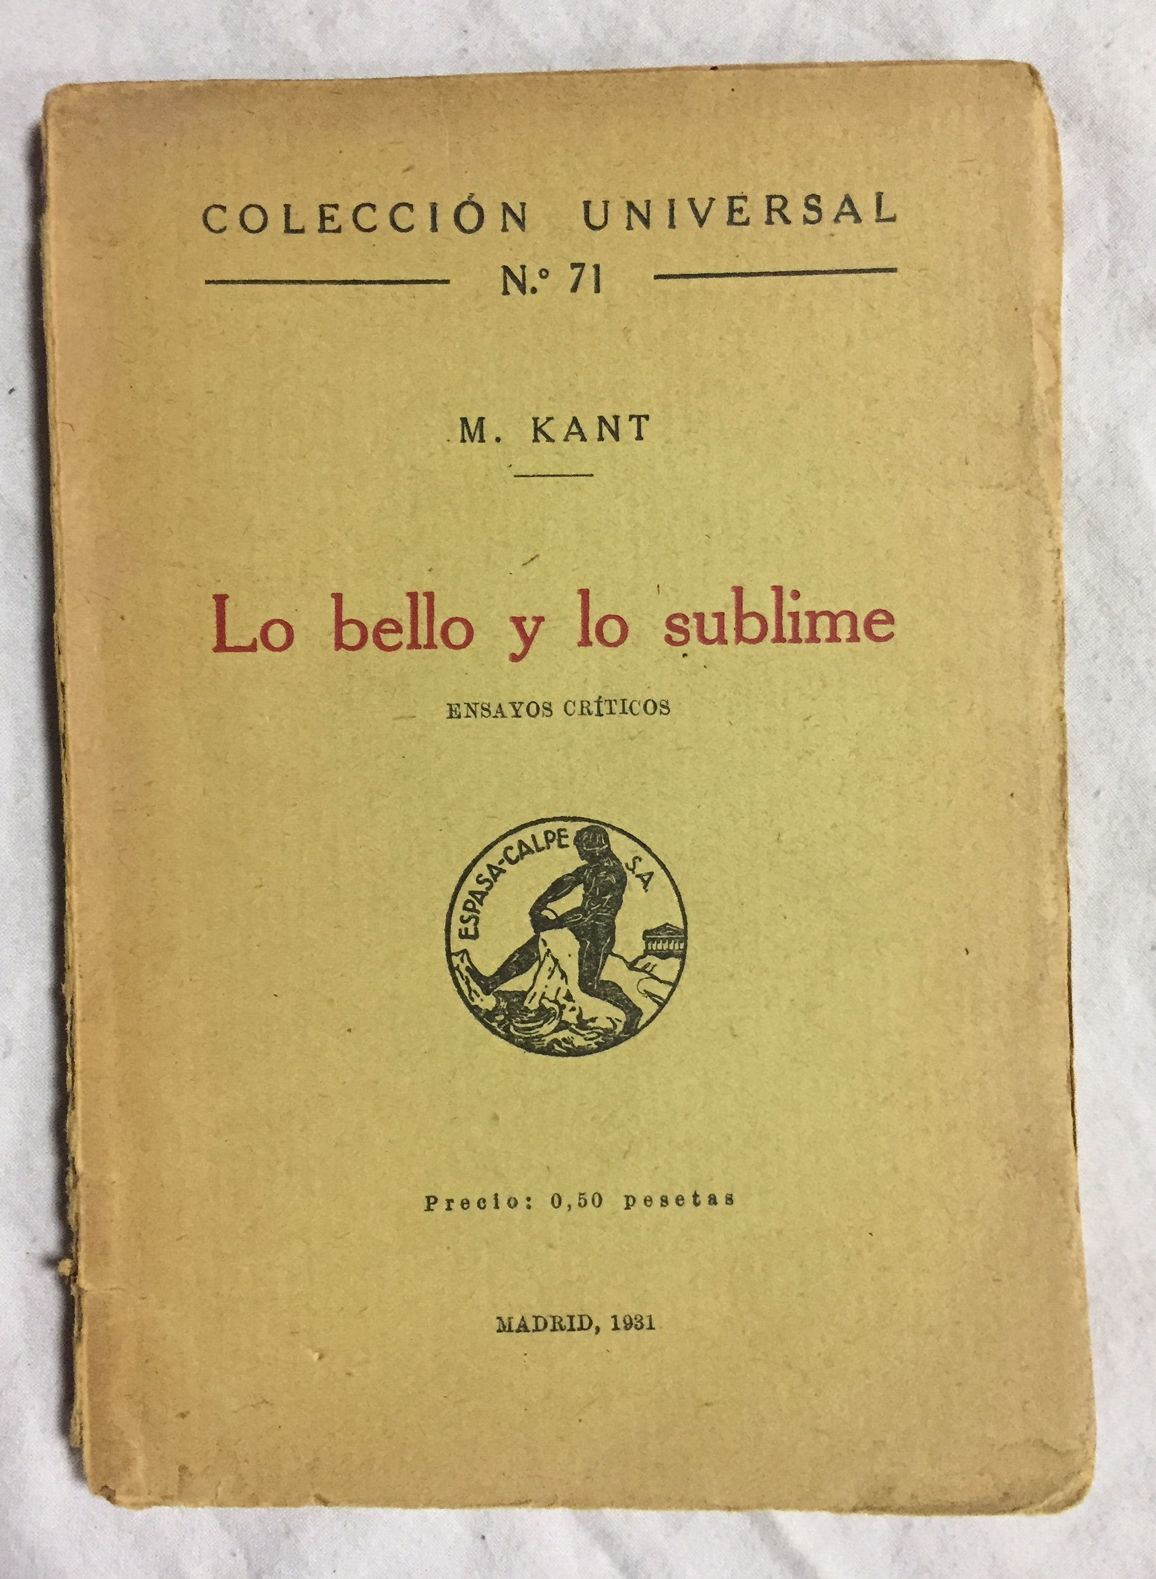 COLECCIÓN UNIVERSAL
N.º 71
M. KANT
Lo bello y lo sublime
ENSAYOS CRÍTICOS
ESPASA-CALPE S.A.
Precio: 0,50 pesetas
MADRID, 1931